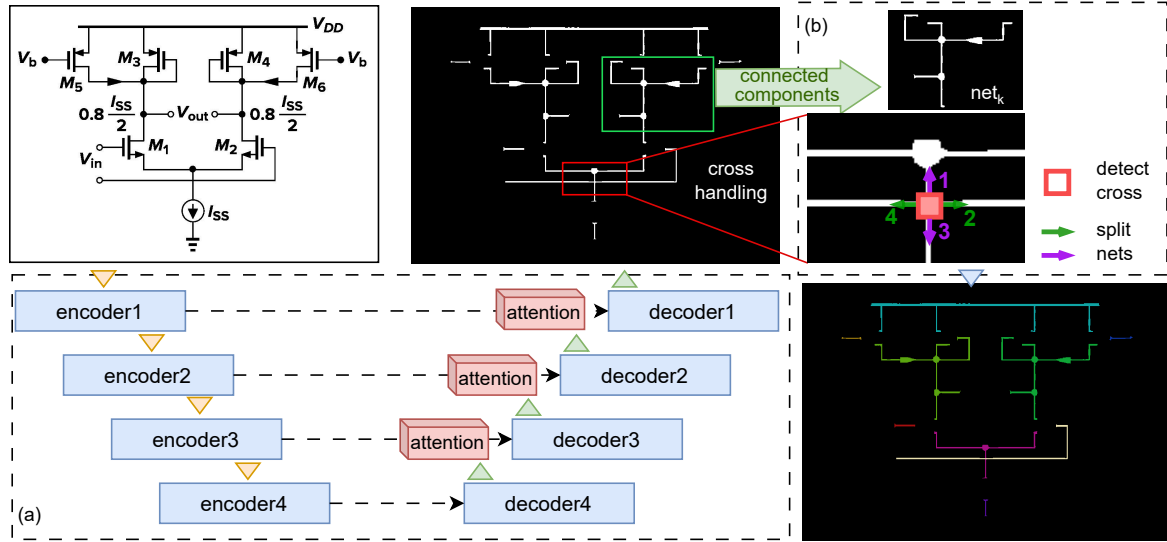 V_DD
V_b
M_3
M_4
V_b
M_5
M_6
0.8 I_SS/2
V_out
0.8 I_SS/2
M_1
M_2
V_in
I_SS
cross
handling
connected
components
(b)
net_k
1
4
2
3
detect
cross
split
nets
encoder1
attention
decoder1
encoder2
attention
decoder2
encoder3
attention
decoder3
encoder4
decoder4
(a)